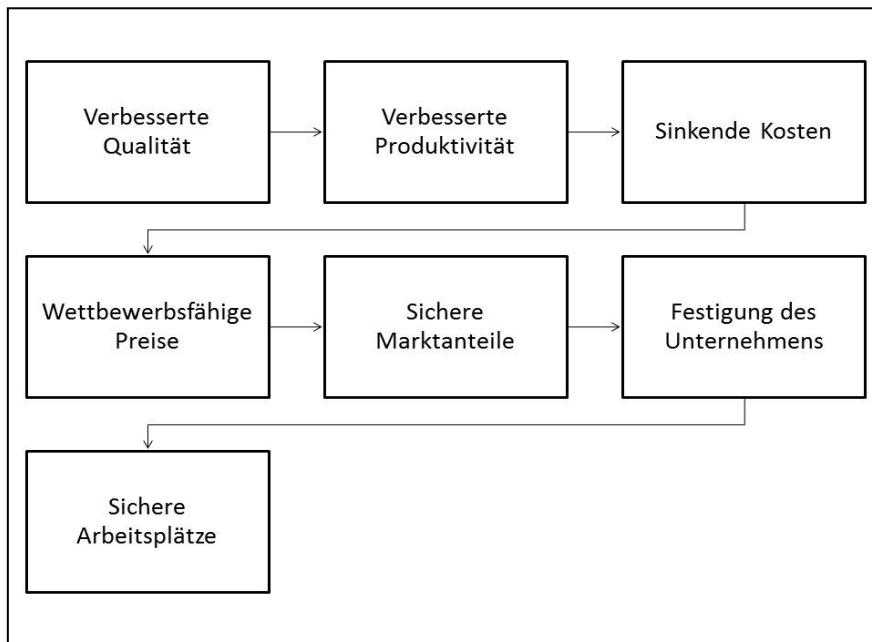 Verbesserte
Qualität
Verbesserte
Produktivität
Sinkende Kosten
Wettbewerbsfähige
Preise
Sichere
Marktanteile
Festigung des
Unternehmens
Sichere
Arbeitsplätze